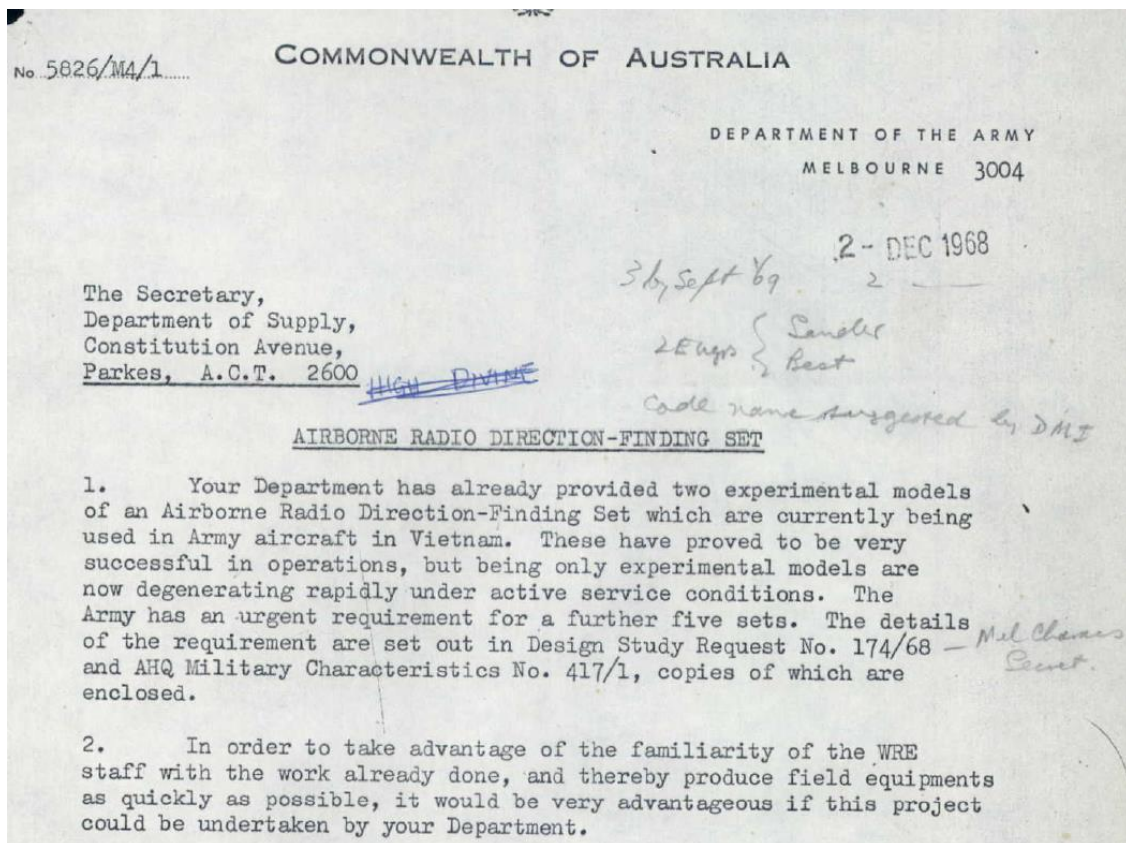 COMMONWEALTH OF AUSTRALIA
No 5826/M4/1
DEPARTMENT OF THE ARMY
MELBOURNE 3004
2 - DEC 1968
3 by Sept '69
2
The Secretary,
Department of Supply,
Constitution Avenue,
Parkes, A.C.T. 2600
2 Engrs { Sander
Best
HIGH DIVINE
Code name suggested by DMI
AIRBORNE RADIO DIRECTION-FINDING SET
1. Your Department has already provided two experimental models
of an Airborne Radio Direction-Finding Set which are currently being
used in Army aircraft in Vietnam. These have proved to be very
successful in operations, but being only experimental models are
now degenerating rapidly under active service conditions. The
Army has an urgent requirement for a further five sets. The details
of the requirement are set out in Design Study Request No. 174/68 —
Secret.
and AHQ Military Characteristics No. 417/1, copies of which are
enclosed.
2. In order to take advantage of the familiarity of the WRE
staff with the work already done, and thereby produce field equipments
as quickly as possible, it would be very advantageous if this project
could be undertaken by your Department.